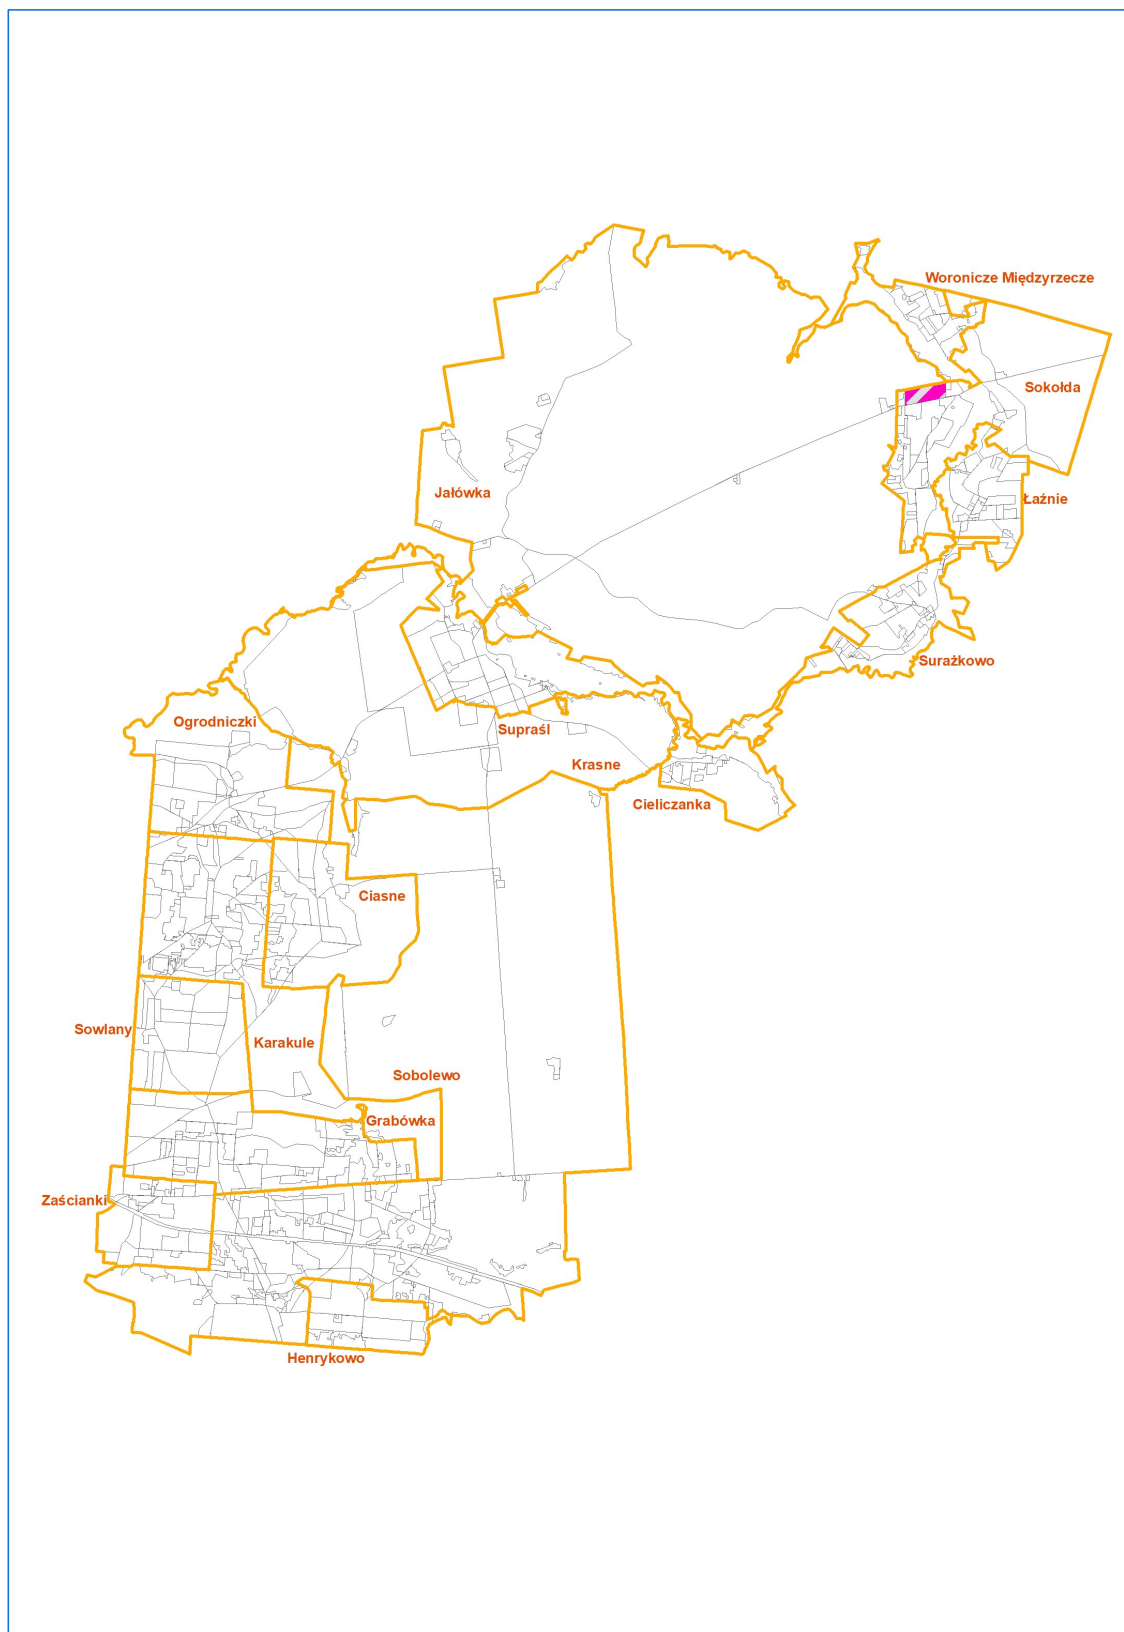 Woronicze Międzyrzecze
Sokołda
Jałówka
Łaźnie
Surażkowo
Ogrodniczki
Supraśl
Krasne
Cieliczanka
Ciasne
Sowlany
Karakule
Sobolewo
Grabówka
Zaścianki
Henrykowo